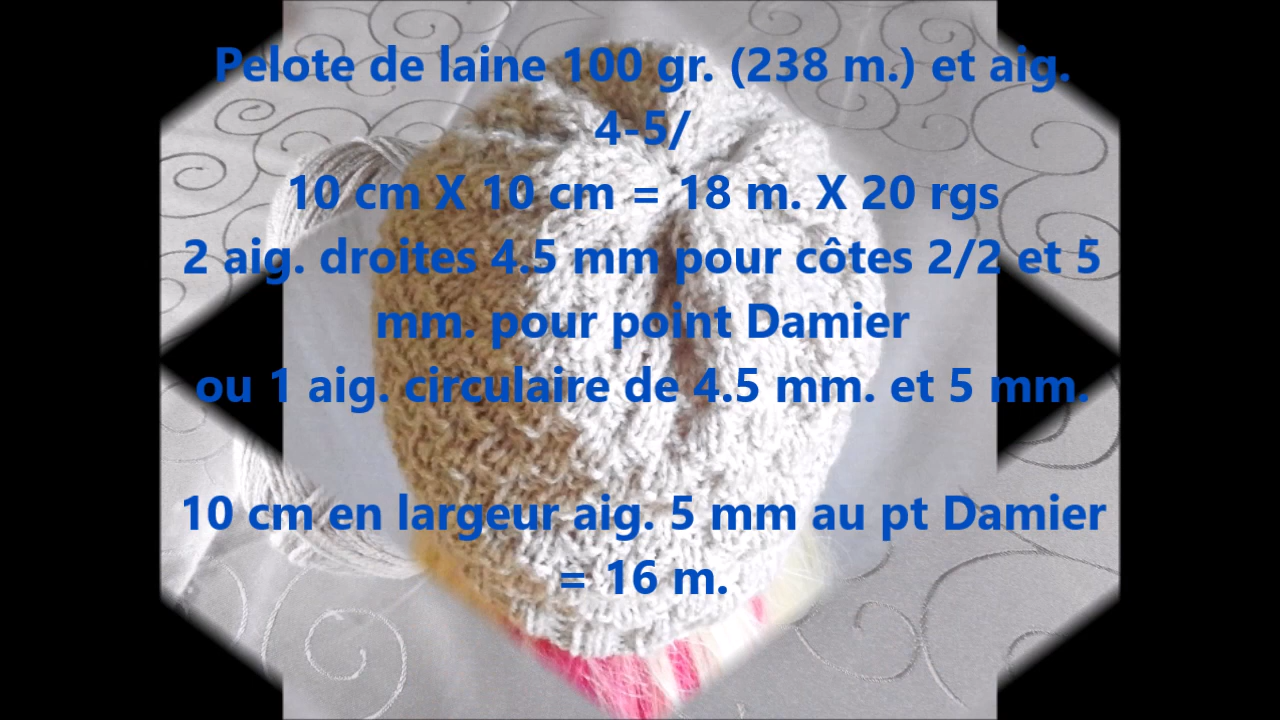 Pelote de laine 100 gr. (238 m.) et aig.
4-5/
10 cm X 10 cm = 18 m. X 20 rgs
2 aig. droites 4.5 mm pour côtes 2/2 et 5
mm. pour point Damier
ou 1 aig. circulaire de 4.5 mm. et 5 mm.
10 cm en largeur aig. 5 mm au pt Damier
= 16 m.